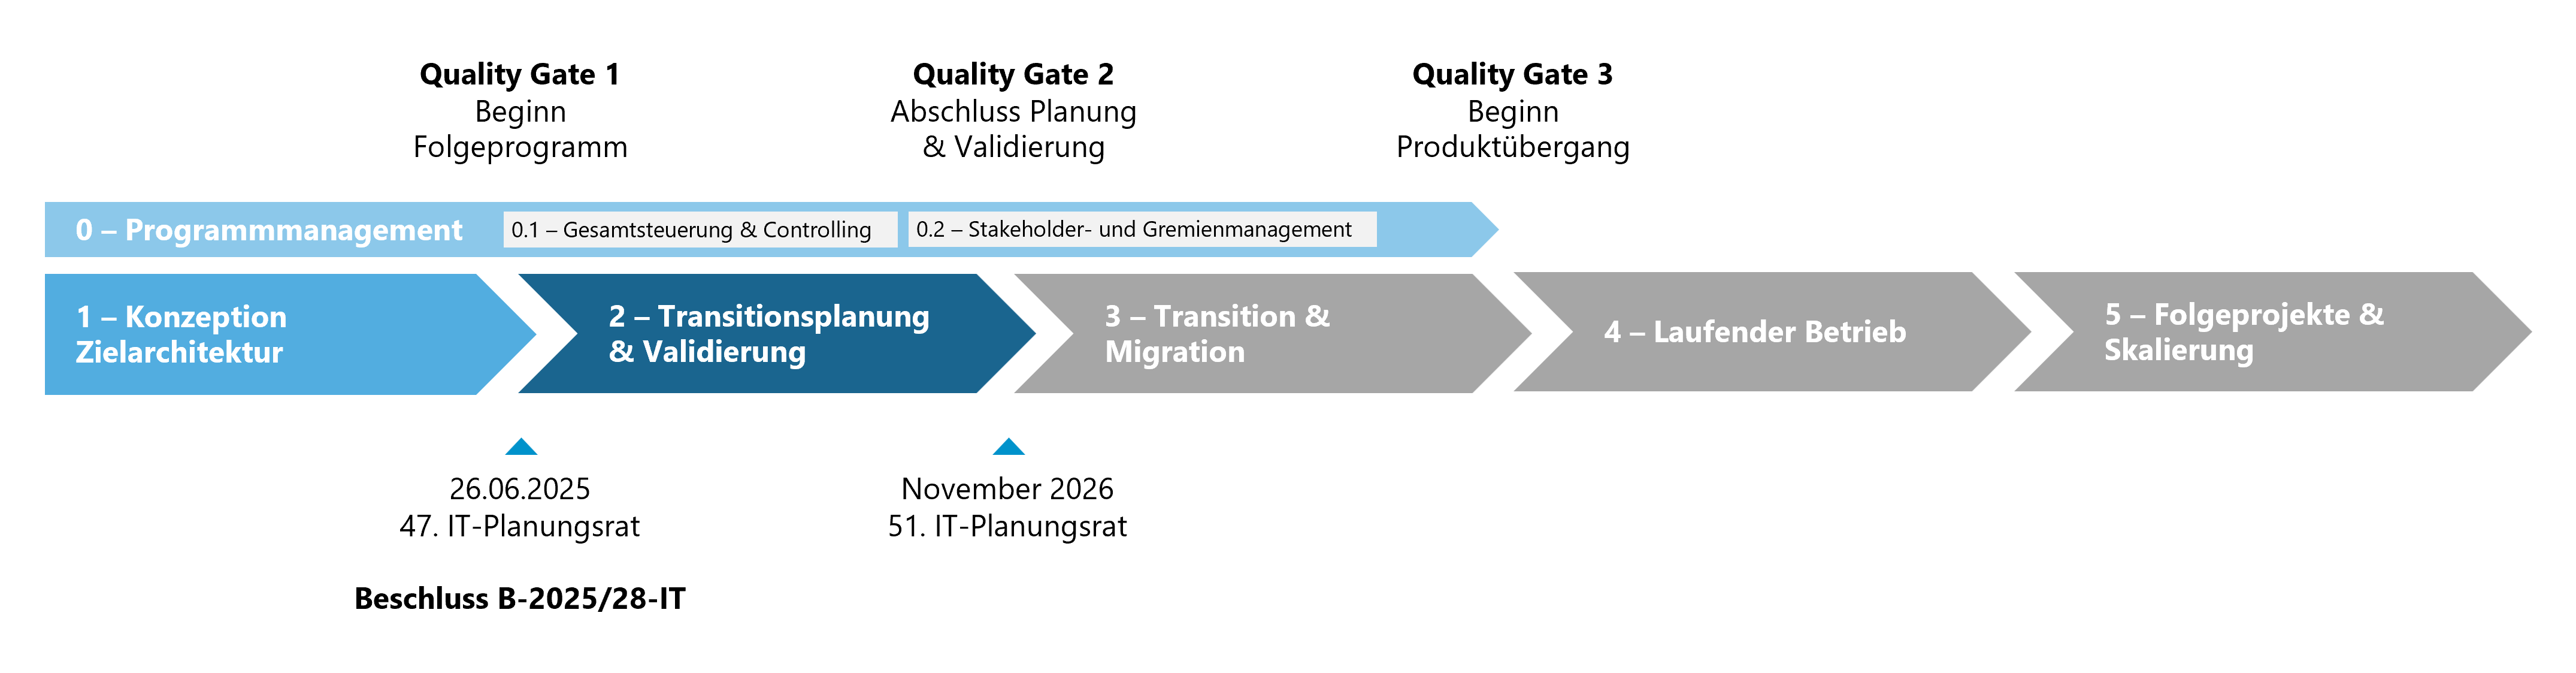 Quality Gate 1
Beginn
Folgeprogramm
Quality Gate 2
Abschluss Planung
& Validierung
Quality Gate 3
Beginn
Produktübergang
0 – Programmmanagement
0.1 – Gesamtsteuerung & Controlling
0.2 – Stakeholder- und Gremienmanagement
1 – Konzeption
Zielarchitektur
2 – Transitionsplanung
& Validierung
3 – Transition &
Migration
4 – Laufender Betrieb
5 – Folgeprojekte &
Skalierung
26.06.2025
47. IT-Planungsrat
Beschluss B-2025/28-IT
November 2026
51. IT-Planungsrat